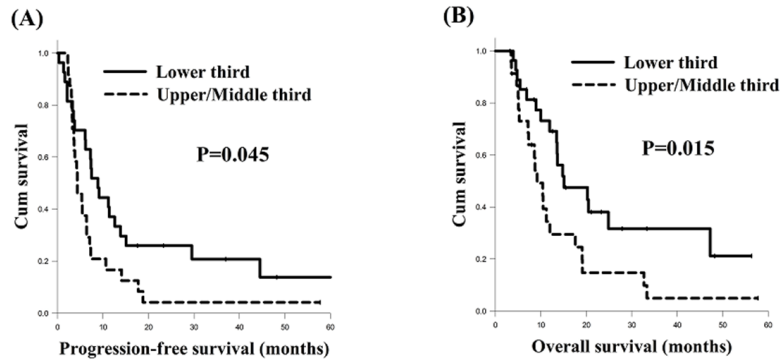 (A)
1.0
0.8
0.6
0.4
0.2
0.0
Cum survival
Lower third
Upper/Middle third
P=0.045
0 10 20 30 40 50 60
Progression-free survival (months)
(B)
1.0
0.8
0.6
0.4
0.2
0.0
Cum survival
Lower third
Upper/Middle third
P=0.015
0 10 20 30 40 50 60
Overall survival (months)